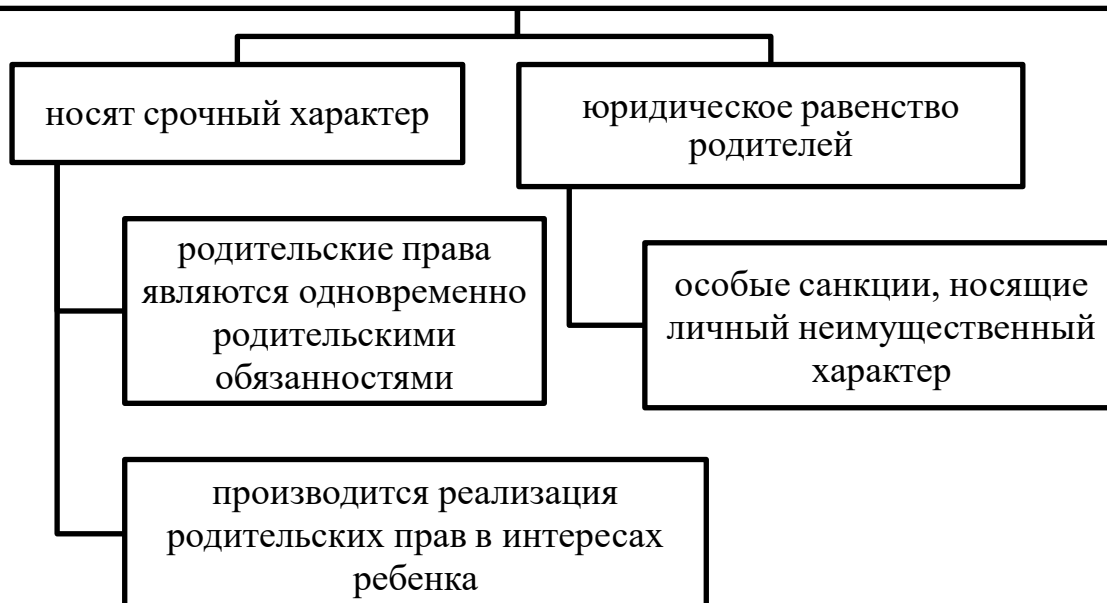 носят срочный характер
юридическое равенство
родителей
родительские права
являются одновременно
родительскими
обязанностями
особые санкции, носящие
личный неимущественный
характер
производится реализация
родительских прав в интересах
ребенка